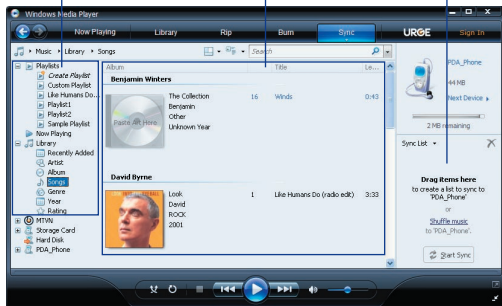 Windows Media Player
Now Playing
Library
Rip
Burn
Sync
URGE
Sign In
Music
Library
Songs
Search
Playlists
Create Playlist
Custom Playlist
Like Humans Do...
Playlist1
Playlist2
Sample Playlist
Now Playing
Library
Recently Added
Artist
Album
Songs
Genre
Year
Rating
MTVN
Storage Card
Hard Disk
PDA_Phone
Album
Title
Le...
Benjamin Winters
Paste Art Here
The Collection 16 Winds 0:43
Benjamin
Other
Unknown Year
David Byrne
Look 1 Like Humans Do (radio edit) 3:33
David
ROCK
2001
PDA_Phone
44 MB
Next Device
2 MB remaining
Sync List
Drag items here
to create a list to sync to
'PDA_Phone'
or
Shuffle music
to 'PDA_Phone'.
Start Sync